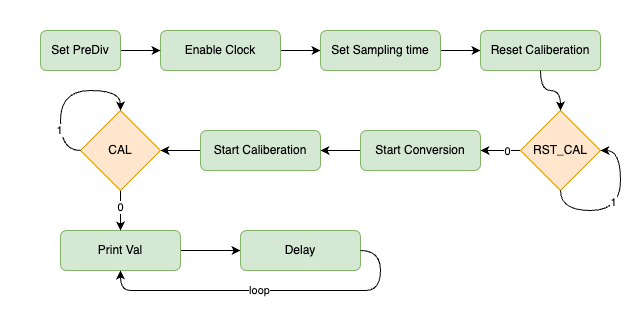 Set PreDiv
Enable Clock
Set Sampling time
Reset Caliberation
1
CAL
Start Caliberation
Start Conversion
0
RST_CAL
1
0
Print Val
Delay
loop